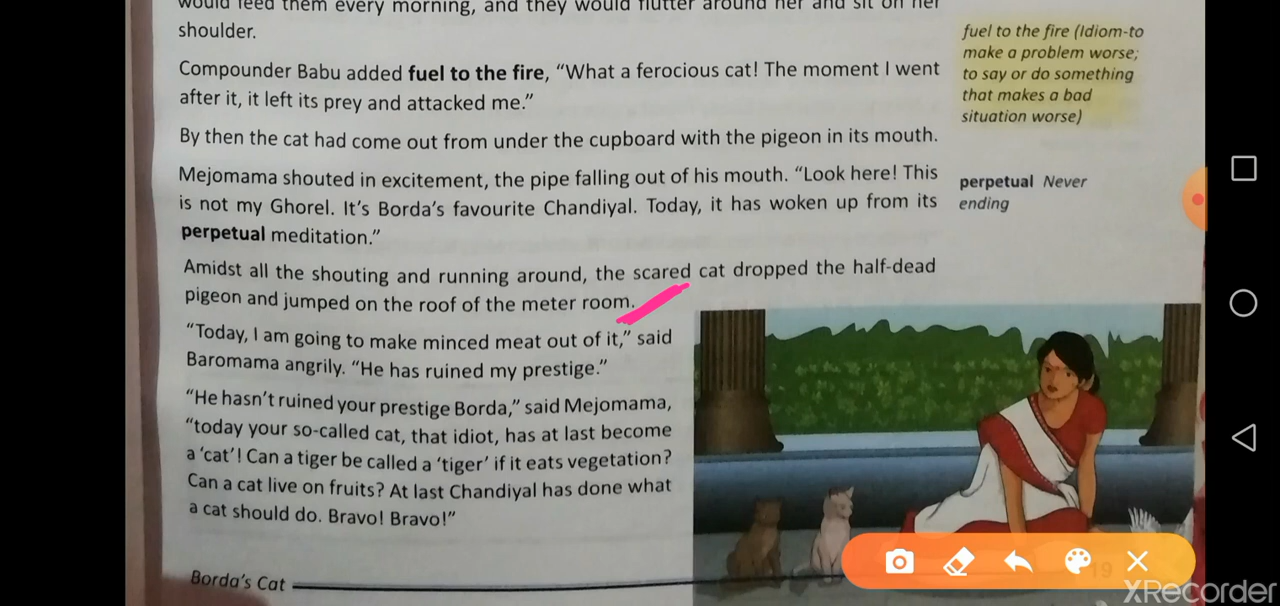 would feed them every morning, and they would flutter around her and sit on her
shoulder.
Compounder Babu added fuel to the fire, “What a ferocious cat! The moment I went
after it, it left its prey and attacked me.”
By then the cat had come out from under the cupboard with the pigeon in its mouth.
Mejomama shouted in excitement, the pipe falling out of his mouth. “Look here! This
is not my Ghorel. It’s Borda’s favourite Chandiyal. Today, it has woken up from its
perpetual meditation.”
Amidst all the shouting and running around, the scared cat dropped the half-dead
pigeon and jumped on the roof of the meter room.
“Today, I am going to make minced meat out of it,” said
Baromama angrily. “He has ruined my prestige.”
“He hasn’t ruined your prestige Borda,” said Mejomama,
“today your so-called cat, that idiot, has at last become
a ‘cat’! Can a tiger be called a ‘tiger’ if it eats vegetation?
Can a cat live on fruits? At last Chandiyal has done what
a cat should do. Bravo! Bravo!”
fuel to the fire (Idiom-to
make a problem worse;
to say or do something
that makes a bad
situation worse)
perpetual Never
ending
Borda’s Cat
19
XRecorder